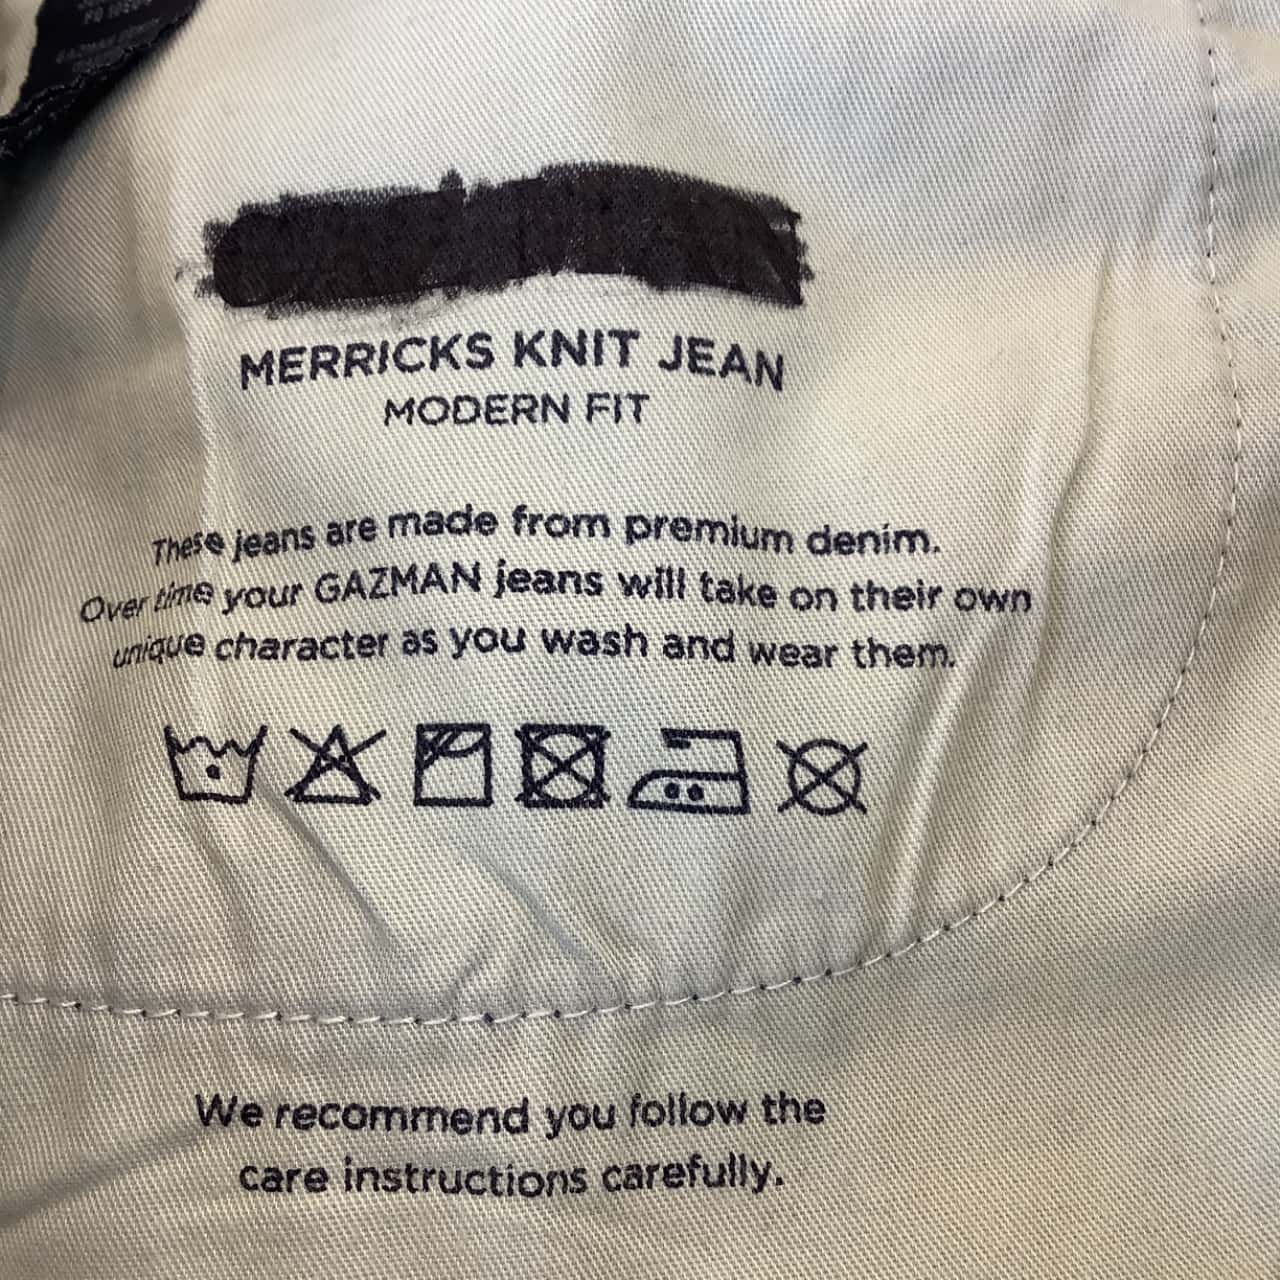 MERRICKS KNIT JEAN
MODERN FIT
These jeans are made from premium denim.
Over time your GAZMAN jeans will take on their own
unique character as you wash and wear them.
We recommend you follow the
care instructions carefully.